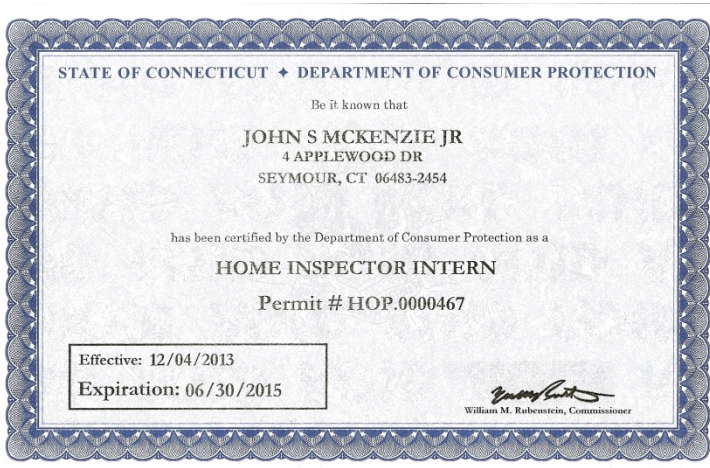 STATE OF CONNECTICUT ✦ DEPARTMENT OF CONSUMER PROTECTION
Be it known that
JOHN S MCKENZIE JR
4 APPLEWOOD DR
SEYMOUR, CT 06483-2454
has been certified by the Department of Consumer Protection as a
HOME INSPECTOR INTERN
Permit # HOP.0000467
Effective: 12/04/2013
Expiration: 06/30/2015
William M. Rubenstein, Commissioner